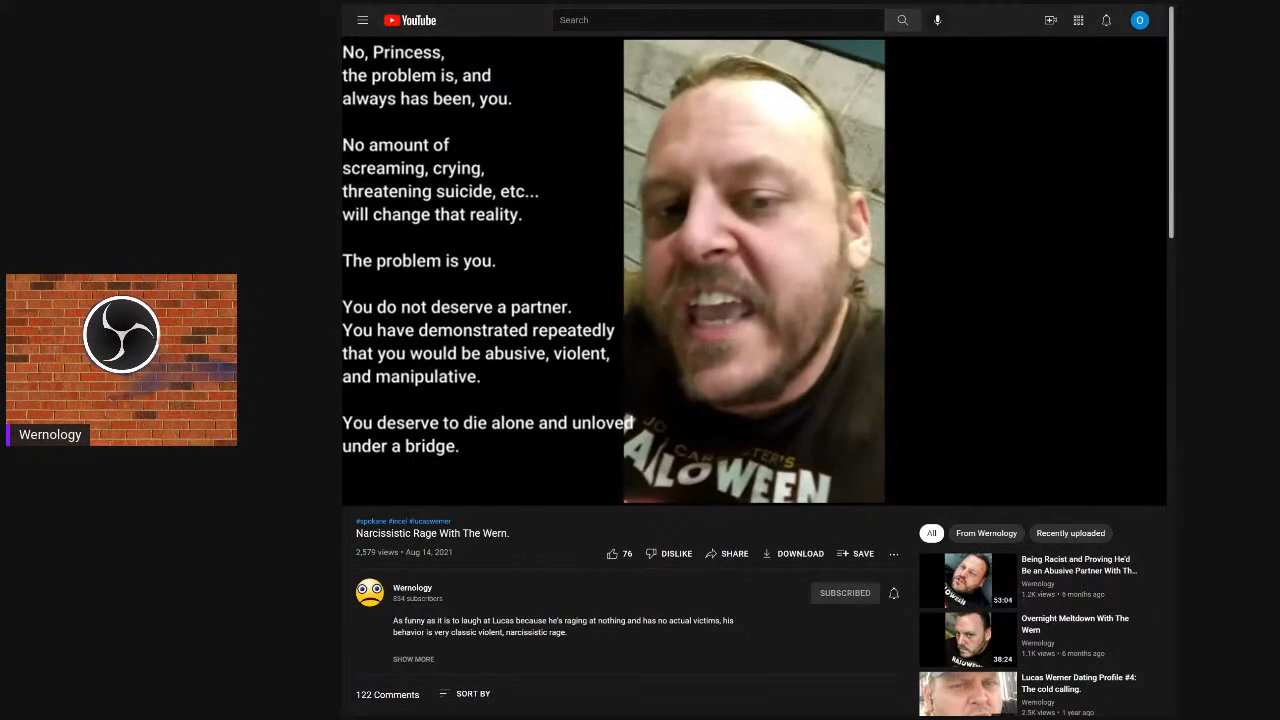 YouTube
Search
O
No, Princess,
the problem is, and
always has been, you.
No amount of
screaming, crying,
threatening suicide, etc...
will change that reality.
The problem is you.
You do not deserve a partner.
You have demonstrated repeatedly
that you would be abusive, violent,
and manipulative.
You deserve to die alone and unloved
under a bridge.
HALLOWEEN
Wernology
#spokane #incel #lucaswerner
Narcissistic Rage With The Wern.
2,579 views • Aug 14, 2021
76
DISLIKE
SHARE
DOWNLOAD
SAVE
Wernology
834 subscribers
SUBSCRIBED
As funny as it is to laugh at Lucas because he's raging at nothing and has no actual victims, his
behavior is very classic violent, narcissistic rage.
SHOW MORE
122 Comments
SORT BY
All
From Wernology
Recently uploaded
Being Racist and Proving He'd
Be an Abusive Partner With Th...
Wernology
1.2K views • 6 months ago
53:04
Overnight Meltdown With The
Wern
Wernology
1.1K views • 6 months ago
38:24
Lucas Werner Dating Profile #4:
The cold calling.
Wernology
2.5K views • 1 year ago